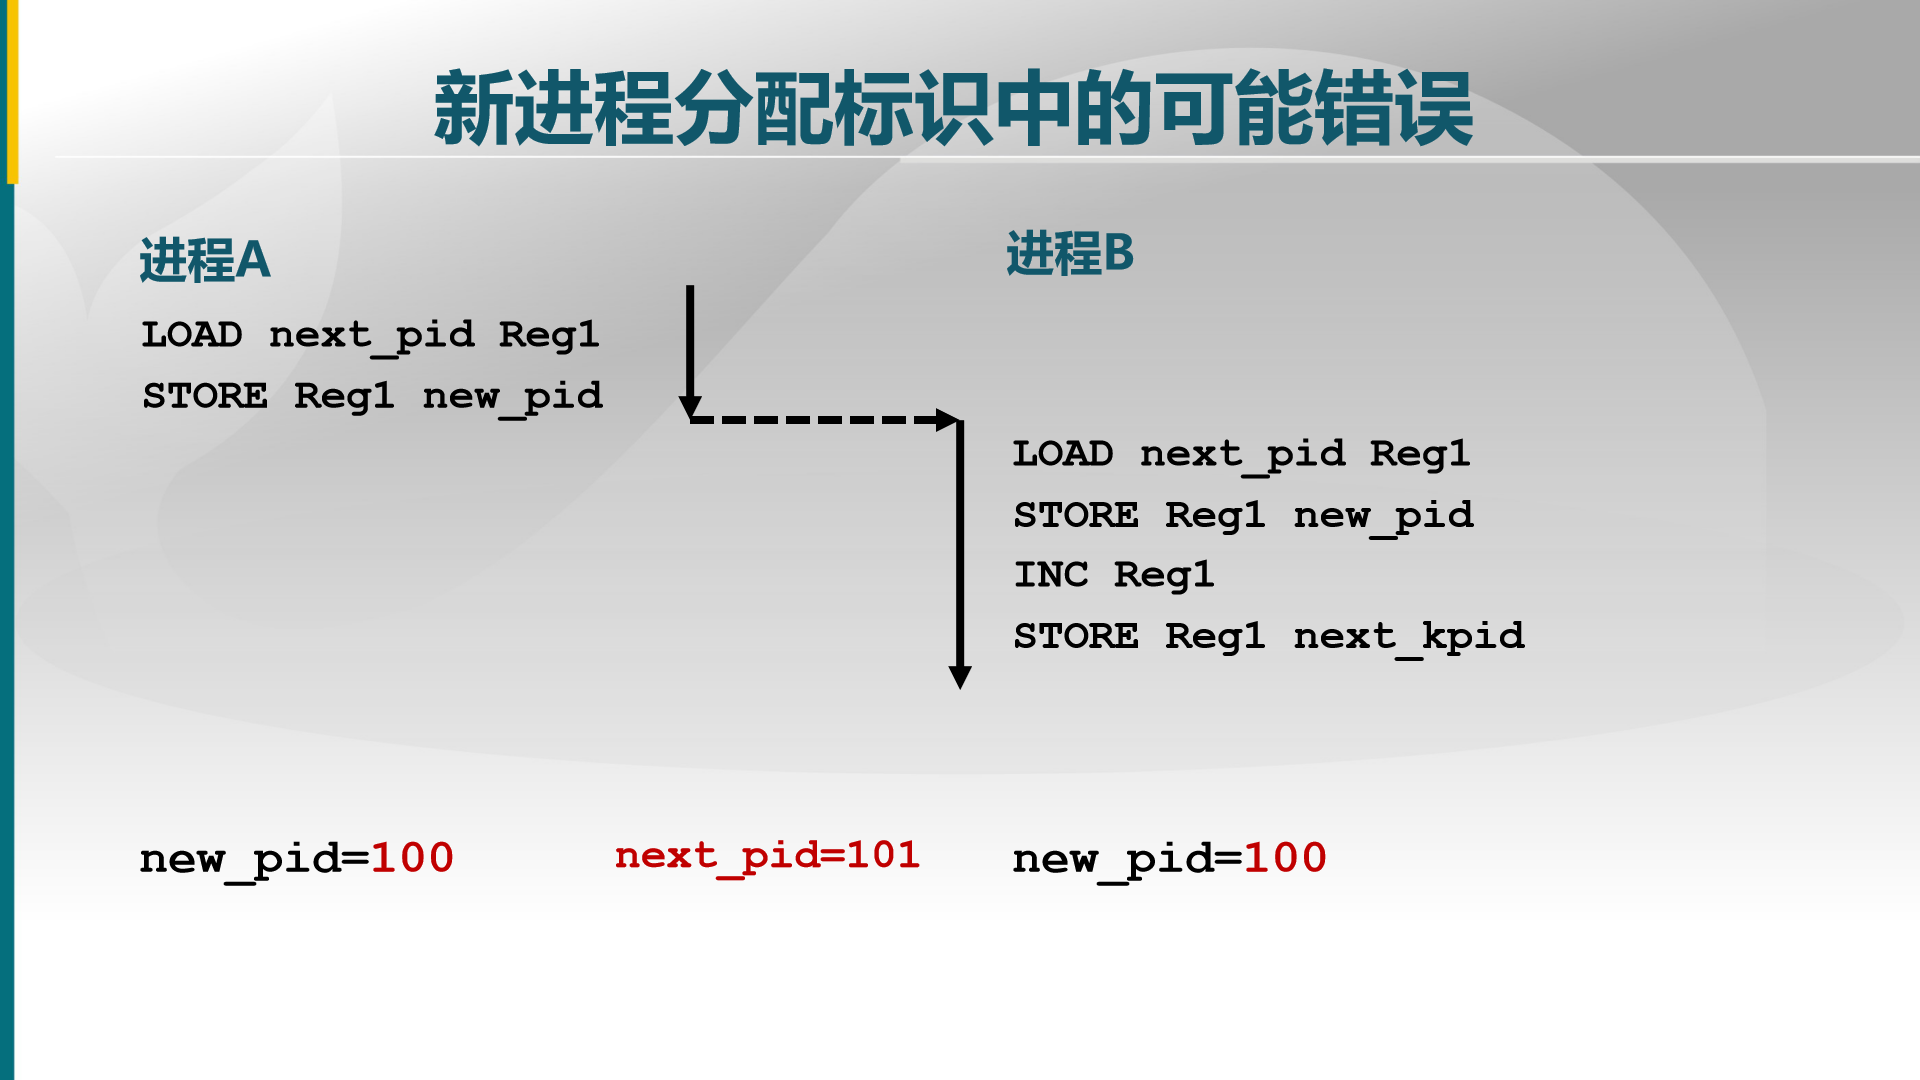 新进程分配标识中的可能错误
进程A
LOAD next_pid Reg1
STORE Reg1 new_pid
进程B
LOAD next_pid Reg1
STORE Reg1 new_pid
INC Reg1
STORE Reg1 next_kpid
new_pid=100
next_pid=101
new_pid=100